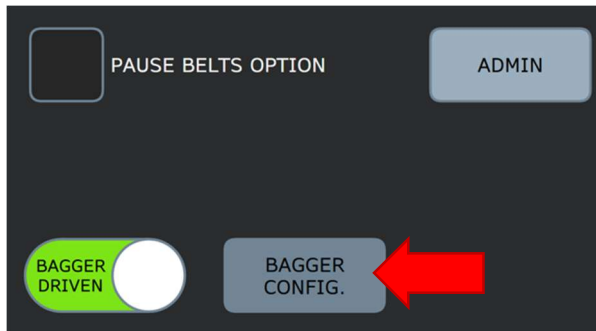 PAUSE BELTS OPTION
ADMIN
BAGGER
DRIVEN
BAGGER
CONFIG.